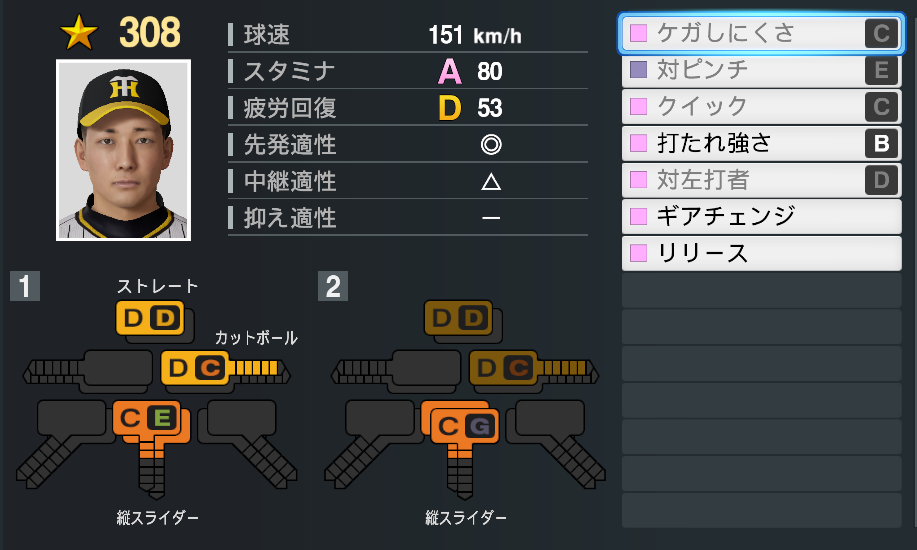 308
球速 151 km/h
スタミナ A 80
疲労回復 D 53
先発適性 ◎
中継適性 △
抑え適性 －
ケガしにくさ C
対ピンチ E
クイック C
打たれ強さ B
対左打者 D
ギアチェンジ
リリース
1
ストレート
D D
カットボール
D C
C E
縦スライダー
2
D D
D C
C G
縦スライダー